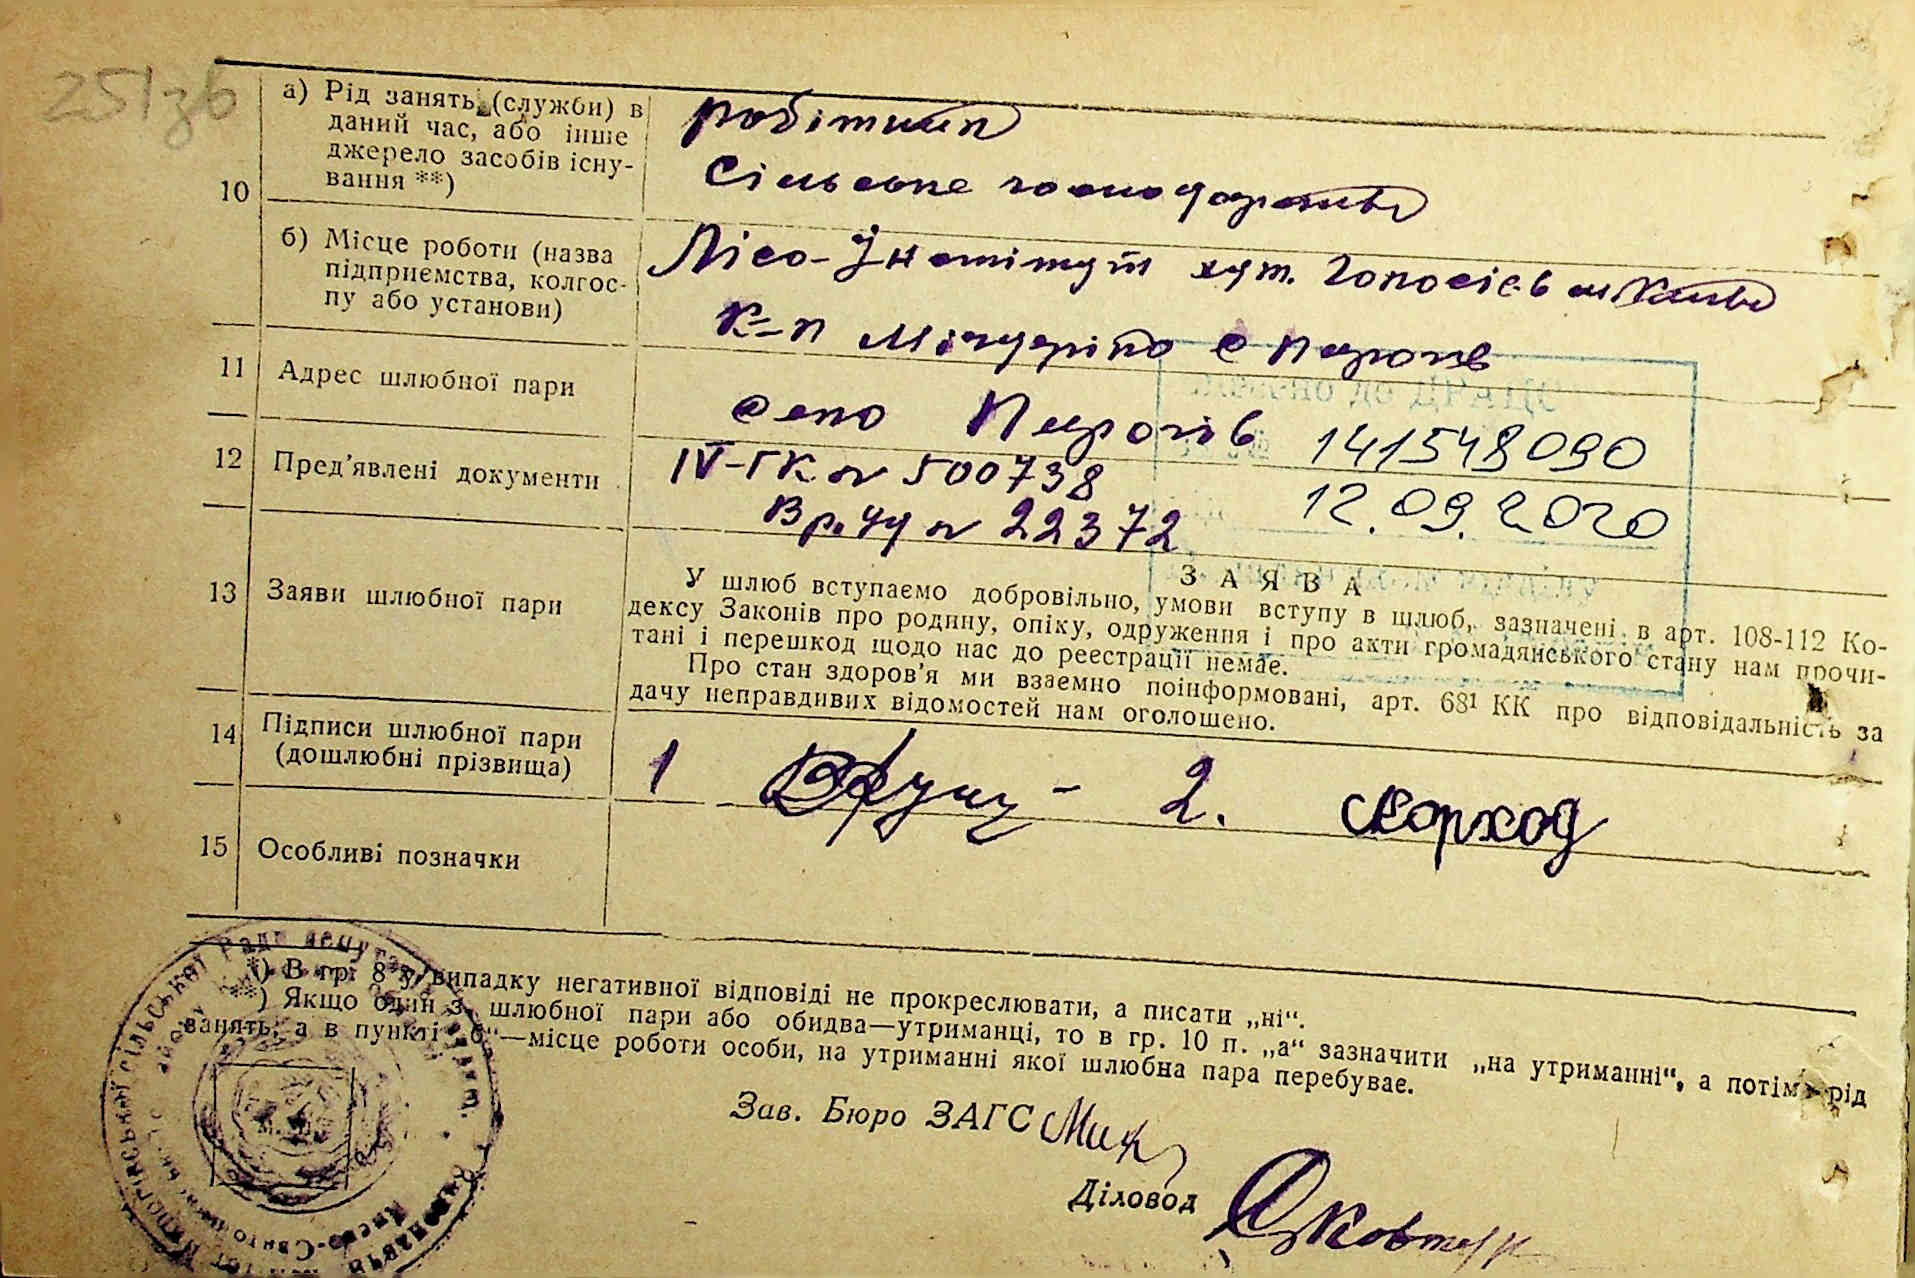 251зв
10
а) Рід занять (служби) в
даний час, або інше
джерело засобів існу-
вання **)
робітник
Сільське господарство
б) Місце роботи (назва
підприємства, колгос-
пу або установи)
Лісо-Інститут хут. Голосієв м Київ
К-п Мічуріна с Пирогів
11 Адрес шлюбної пари
село Пирогів
ДО ДРАЦС
141548090
12 Пред'явлені документи
IV-ГК № 500738
Вр. уч № 22372
12.09.2020
13 Заяви шлюбної пари
ЗАЯВА
У шлюб вступаємо добровільно, умови вступу в шлюб, зазначені в арт. 108-112 Ко-
дексу Законів про родину, опіку, одруження і про акти громадянського стану нам прочи-
тані і перешкод щодо нас до реєстрації немає.
Про стан здоров'я ми взаємно поінформовані, арт. 68¹ КК про відповідальність за
дачу неправдивих відомостей нам оголошено.
14 Підписи шлюбної пари
(дошлюбні прізвища)
1 2. скорход
15 Особливі позначки
*) В гр. 8 у випадку негативної відповіді не прокреслювати, а писати „ні“.
**) Якщо один з шлюбної пари або обидва—утриманці, то в гр. 10 п. „а“ зазначити „на утриманні“, а потім рід
занять, а в пункті „б“—місце роботи особи, на утриманні якої шлюбна пара перебуває.
Зав. Бюро ЗАГС
Діловод